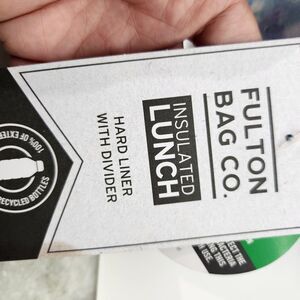 FULTON
BAG CO.
INSULATED
LUNCH
HARD LINER
WITH DIVIDER
100% OF EXTE
RECYCLED BOTTLES